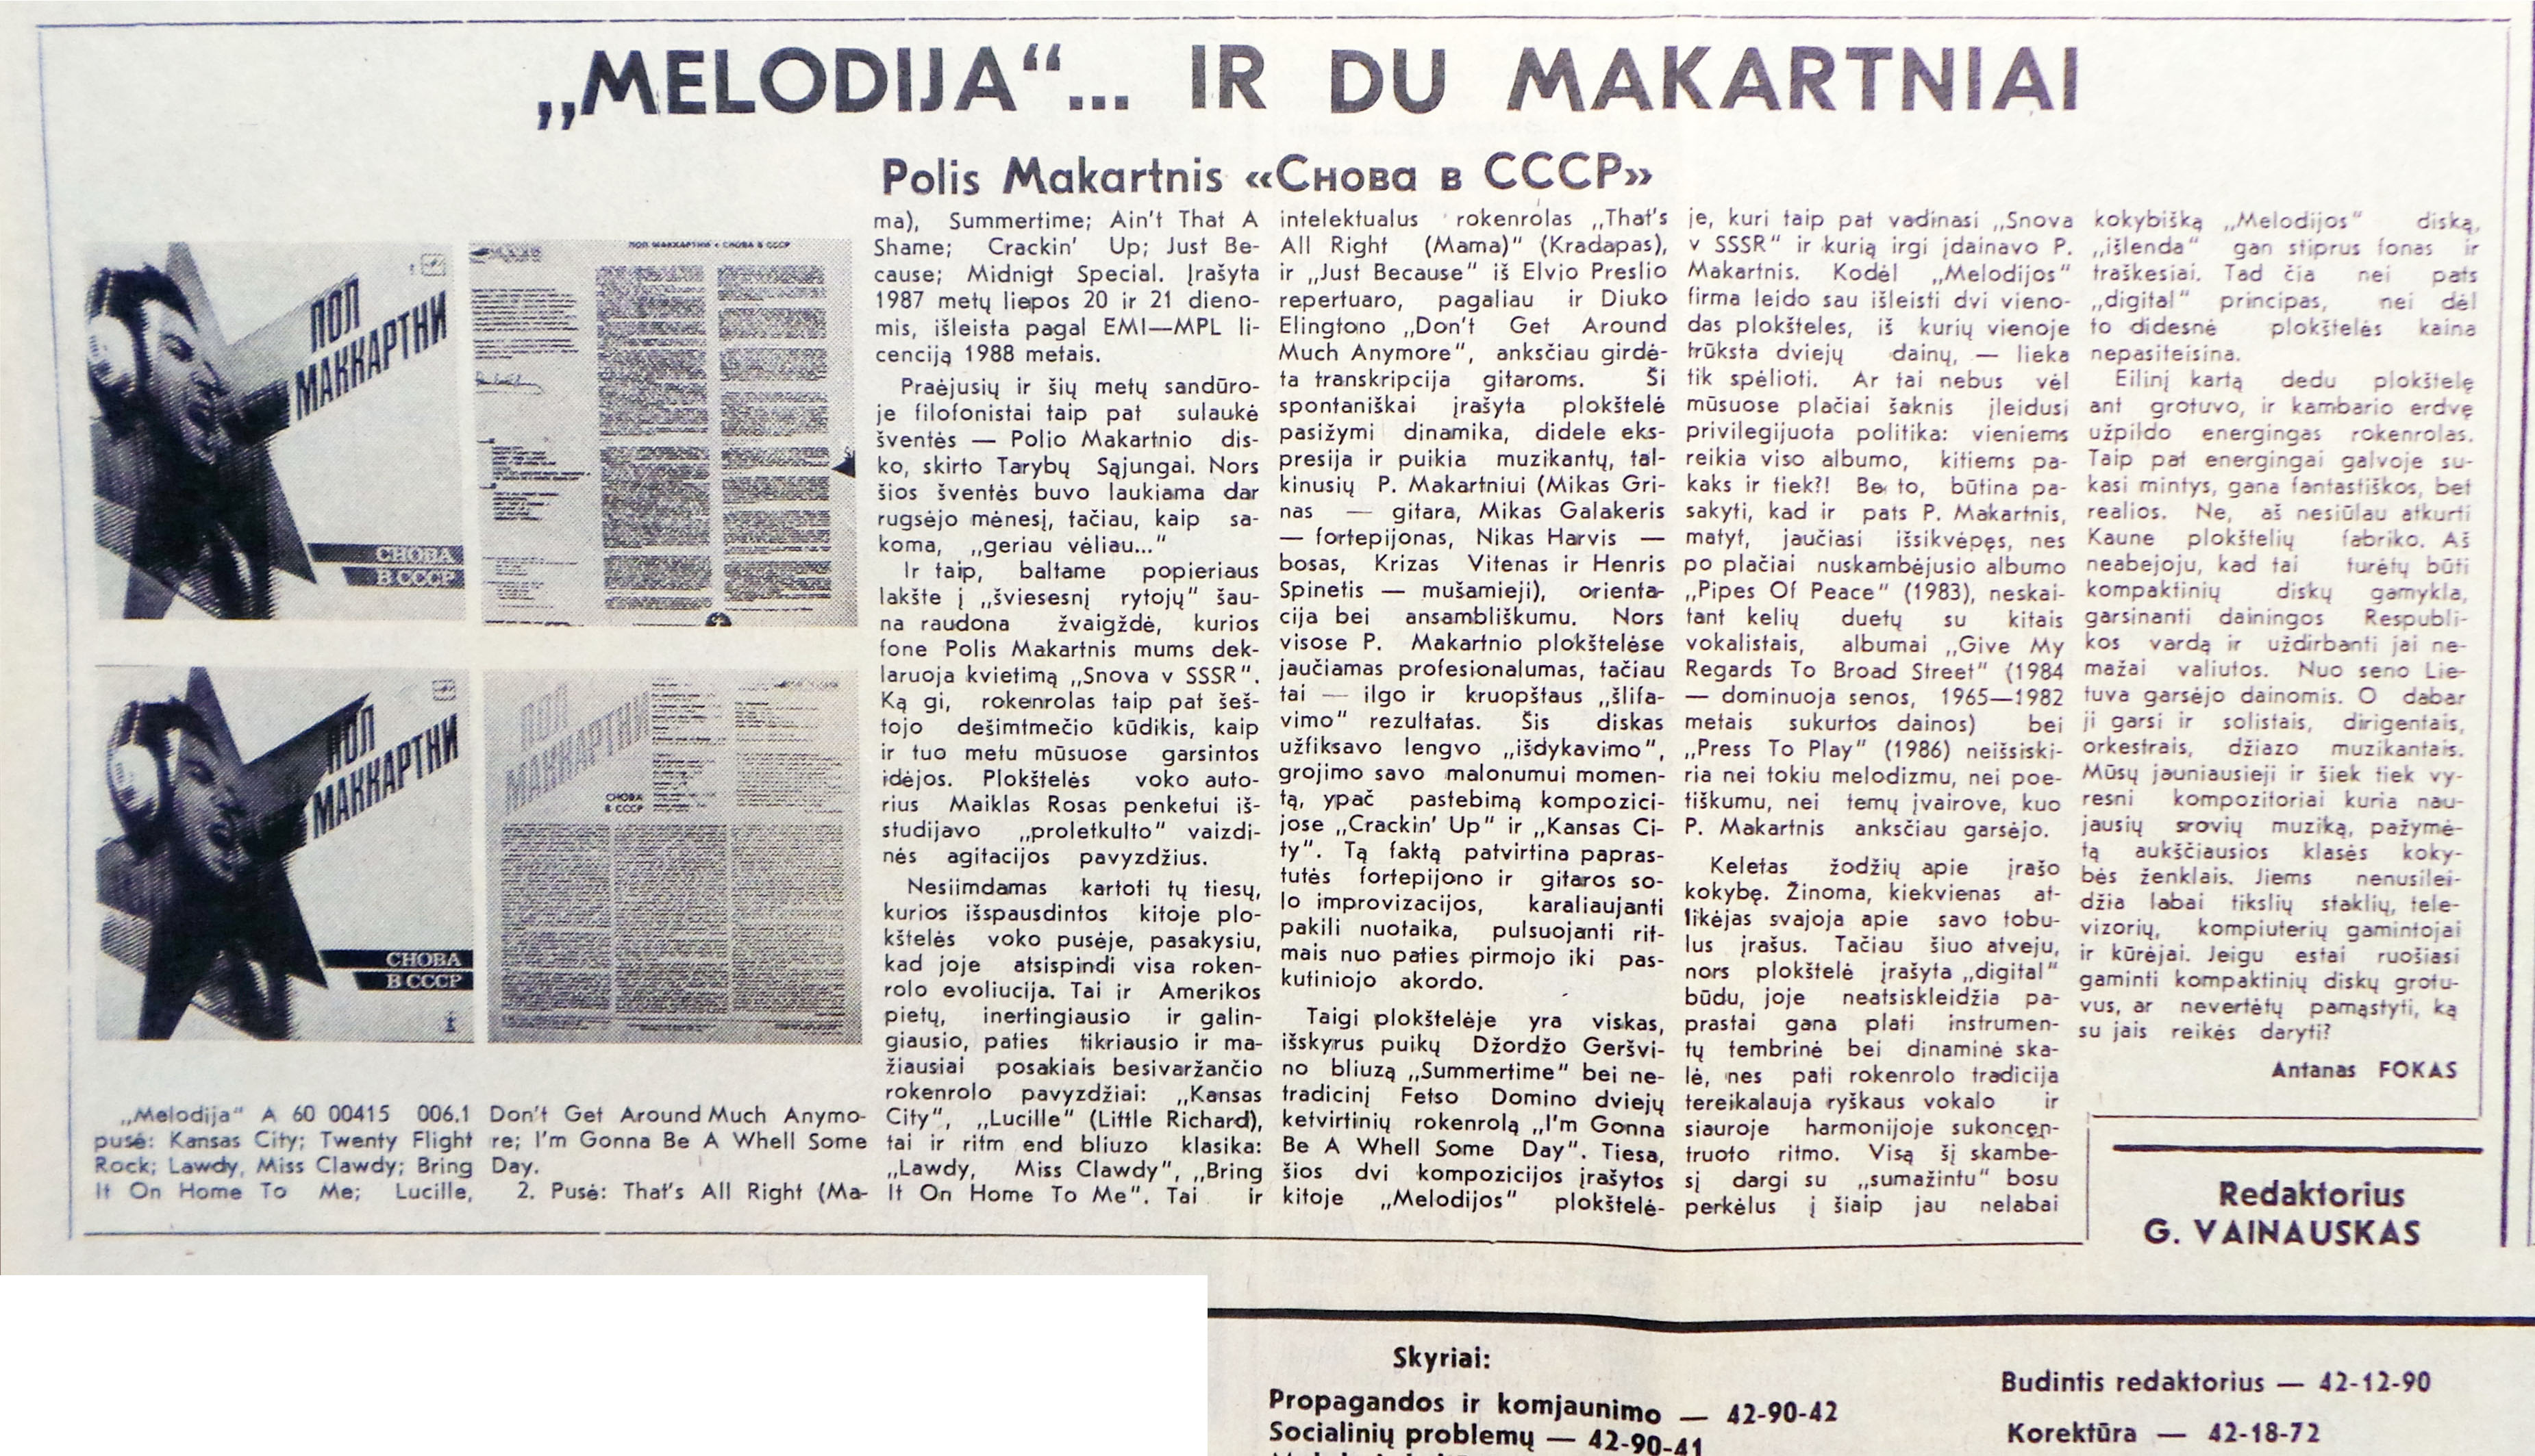 „MELODIJA“... IR DU MAKARTNIAI
Polis Makartnis «Снова в СССР»
ПОЛ
МАККАРТНИ
СНОВА
В СССР
ПОЛ МАККАРТНИ • СНОВА В СССР
ПОЛ
МАККАРТНИ
СНОВА
В СССР
ПОЛ
МАККАРТНИ
СНОВА
В СССР
„Melodija“ A 60 00415 006.1
pusė: Kansas City; Twenty Flight
Rock; Lawdy, Miss Clawdy; Bring
It On Home To Me; Lucille,
Don't Get Around Much Anymo-
re; I'm Gonna Be A Whell Some
Day.
2. Pusė: That's All Right (Ma-
ma), Summertime; Ain't That A
Shame; Crackin' Up; Just Be-
cause; Midnigt Special. Įrašyta
1987 metų liepos 20 ir 21 dieno-
mis, išleista pagal EMI—MPL li-
cenciją 1988 metais.
Praėjusių ir šių metų sandūro-
je filofonistai taip pat sulaukė
šventės — Polio Makartnio dis-
ko, skirto Tarybų Sąjungai. Nors
šios šventės buvo laukiama dar
rugsėjo mėnesį, tačiau, kaip sa-
koma, „geriau vėliau...“
Ir taip, baltame popieriaus
lakšte į „šviesesnį rytojų“ šau-
na raudona žvaigždė, kurios
fone Polis Makartnis mums dek-
laruoja kvietimą „Snova v SSSR“.
Ką gi, rokenrolas taip pat šeš-
tojo dešimtmečio kūdikis, kaip
ir tuo metu mūsuose garsintos
idėjos. Plokštelės voko auto-
rius Maiklas Rosas penketui iš-
studijavo „proletkulto“ vaizdi-
nės agitacijos pavyzdžius.
Nesiimdamas kartoti tų tiesų,
kurios išspausdintos kitoje plo-
kštelės voko pusėje, pasakysiu,
kad joje atsispindi visa roken-
rolo evoliucija. Tai ir Amerikos
pietų, inertingiausio ir galin-
giausio, paties tikriausio ir ma-
žiausiai posakiais besivaržančio
rokenrolo pavyzdžiai: „Kansas
City“, „Lucille“ (Little Richard),
tai ir ritm end bliuzo klasika:
„Lawdy, Miss Clawdy“, „Bring
It On Home To Me“. Tai ir
intelektualus rokenrolas „That's
All Right (Mama)“ (Kradapas),
ir „Just Because“ iš Elvio Preslio
repertuaro, pagaliau ir Diuko
Elingtono „Don't Get Around
Much Anymore“, anksčiau girdė-
ta transkripcija gitaroms. Ši
spontaniškai įrašyta plokštelė
pasižymi dinamika, didele eks-
presija ir puikia muzikantų, tal-
kinusių P. Makartniui (Mikas Gri-
nas — gitara, Mikas Galakeris
— fortepijonas, Nikas Harvis —
bosas, Krizas Vitenas ir Henris
Spinetis — mušamieji), orienta-
cija bei ansambliškumu. Nors
visose P. Makartnio plokštelėse
jaučiamas profesionalumas, tačiau
tai — ilgo ir kruopštaus „šlifa-
vimo“ rezultatas. Šis diskas
užfiksavo lengvo „išdykavimo“,
grojimo savo malonumui momen-
tą, ypač pastebimą kompozici-
jose „Crackin' Up“ ir „Kansas Ci-
ty“. Tą faktą patvirtina papras-
tutės fortepijono ir gitaros so-
lo improvizacijos, karaliaujanti
pakili nuotaika, pulsuojanti rit-
mais nuo paties pirmojo iki pas-
kutiniojo akordo.
Taigi plokštelėje yra viskas,
išskyrus puikų Džordžo Geršvi-
no bliuzą „Summertime“ bei ne-
tradicinį Fetso Domino dviejų
ketvirtinių rokenrolą „I'm Gonna
Be A Whell Some Day“. Tiesa,
šios dvi kompozicijos įrašytos
kitoje „Melodijos“ plokštelė-
je, kuri taip pat vadinasi „Snova
v SSSR“ ir kurią irgi įdainavo P.
Makartnis. Kodėl „Melodijos“
firma leido sau išleisti dvi vieno-
das plokšteles, iš kurių vienoje
trūksta dviejų dainų, — lieka
tik spėlioti. Ar tai nebus vėl
mūsuose plačiai šaknis įleidusi
privilegijuota politika: vieniems
reikia viso albumo, kitiems pa-
kaks ir tiek?! Be to, būtina pa-
sakyti, kad ir pats P. Makartnis,
matyt, jaučiasi išsikvėpęs, nes
po plačiai nuskambėjusio albumo
„Pipes Of Peace“ (1983), neskai-
tant kelių duetų su kitais
vokalistais, albumai „Give My
Regards To Broad Street“ (1984
— dominuoja senos, 1965—1982
metais sukurtos dainos) bei
„Press To Play“ (1986) neišsiski-
ria nei tokiu melodizmu, nei poe-
tiškumu, nei temų įvairove, kuo
P. Makartnis anksčiau garsėjo.
Keletas žodžių apie įrašo
kokybę. Žinoma, kiekvienas at-
likėjas svajoja apie savo tobu-
lus įrašus. Tačiau šiuo atveju,
nors plokštelė įrašyta „digital“
būdu, joje neatsiskleidžia pa-
prastai gana plati instrumen-
tų tembrinė bei dinaminė ska-
lė, nes pati rokenrolo tradicija
tereikalauja ryškaus vokalo ir
siauroje harmonijoje sukoncen-
truoto ritmo. Visą šį skambe-
sį dargi su „sumažintu“ bosu
perkėlus į šiaip jau nelabai
kokybišką „Melodijos“ diską,
„išlenda“ gan stiprus fonas ir
traškesiai. Tad čia nei pats
„digital“ principas, nei dėl
to didesnė plokštelės kaina
nepasiteisina.
Eilinį kartą dedu plokštelę
ant grotuvo, ir kambario erdvę
užpildo energingas rokenrolas.
Taip pat energingai galvoje su-
kasi mintys, gana fantastiškos, bet
realios. Ne, aš nesiūlau atkurti
Kaune plokštelių fabriko. Aš
neabejoju, kad tai turėtų būti
kompaktinių diskų gamykla,
garsinanti dainingos Respubli-
kos vardą ir uždirbanti jai ne-
mažai valiutos. Nuo seno Lie-
tuva garsėjo dainomis. O dabar
ji garsi ir solistais, dirigentais,
orkestrais, džiazo muzikantais.
Mūsų jauniausieji ir šiek tiek vy-
resni kompozitoriai kuria nau-
jausių srovių muziką, pažymė-
tą aukščiausios klasės koky-
bės ženklais. Jiems nenusilei-
džia labai tikslių staklių, tele-
vizorių, kompiuterių gamintojai
ir kūrėjai. Jeigu estai ruošiasi
gaminti kompaktinių diskų grotu-
vus, ar nevertėtų pamąstyti, ką
su jais reikės daryti?
Antanas FOKAS
Redaktorius
G. VAINAUSKAS
Skyriai:
Propagandos ir komjaunimo — 42-90-42
Socialinių problemų — 42-90-41
Budintis redaktorius — 42-12-90
Korektūra — 42-18-72